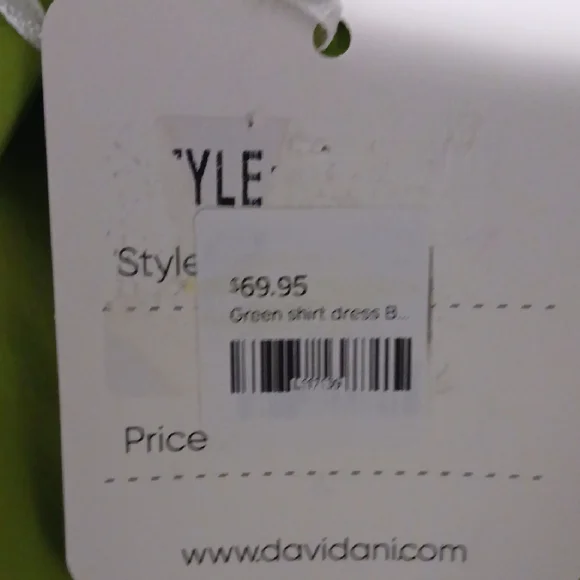 YLE
Style
$69.95
Green shirt dress B...
Price
www.davidani.com